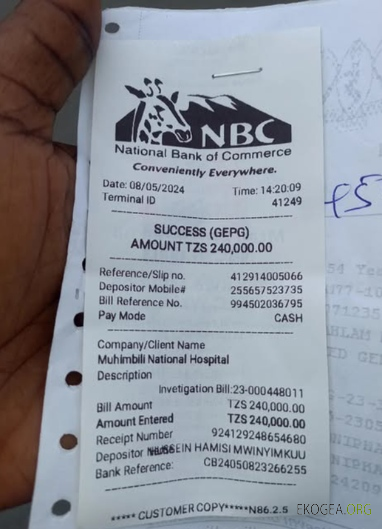 NBC
National Bank of Commerce
Conveniently Everywhere.
Date: 08/05/2024 Time: 14:20:09
Terminal ID 41249
SUCCESS (GEPG)
AMOUNT TZS 240,000.00
Reference/Slip no. 412914005066
Depositor Mobile# 255657523735
Bill Reference No. 994502036795
Pay Mode CASH
Company/Client Name
Muhimbili National Hospital
Description
Invetigation Bill:23-000448011
Bill Amount TZS 240,000.00
Amount Entered TZS 240,000.00
Receipt Number 924129248654680
Depositor HAMISI MWINYIMKUU
Bank Reference: CB24050823266255
***** CUSTOMER COPY*****N86.2.5
EKOGEA.ORG